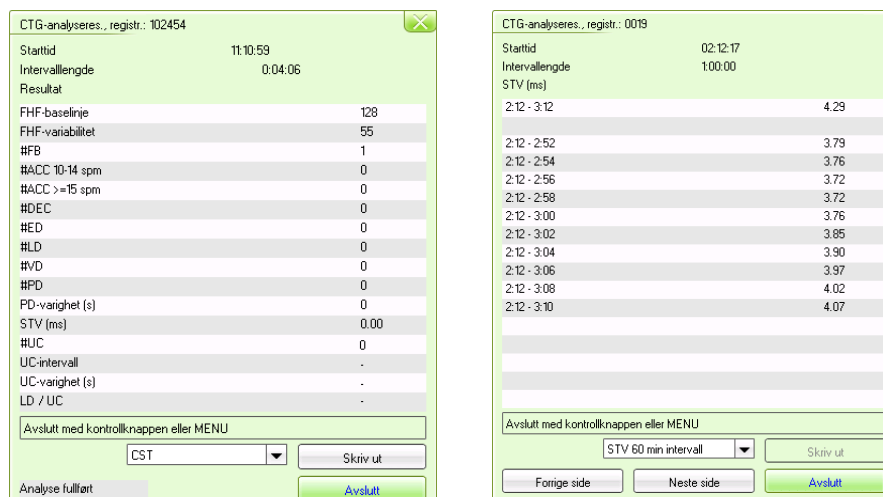 CTG-analyseres., registr.: 102454
Starttid 11:10:59
Intervalllengde 0:04:06
Resultat
FHF-baselinje 128
FHF-variabilitet 55
#FB 1
#ACC 10-14 spm 0
#ACC >=15 spm 0
#DEC 0
#ED 0
#LD 0
#VD 0
#PD 0
PD-varighet (s) 0
STV (ms) 0.00
#UC 0
UC-intervall -
UC-varighet (s) -
LD / UC -
Avslutt med kontrollknappen eller MENU
CST Skriv ut
Analyse fullført Avslutt
CTG-analyseres., registr.: 0019
Starttid 02:12:17
Intervallengde 1:00:00
STV (ms)
2:12 - 3:12 4.29
2:12 - 2:52 3.79
2:12 - 2:54 3.76
2:12 - 2:56 3.72
2:12 - 2:58 3.72
2:12 - 3:00 3.76
2:12 - 3:02 3.85
2:12 - 3:04 3.90
2:12 - 3:06 3.97
2:12 - 3:08 4.02
2:12 - 3:10 4.07
Avslutt med kontrollknappen eller MENU
STV 60 min intervall Skriv ut
Forrige side Neste side Avslutt